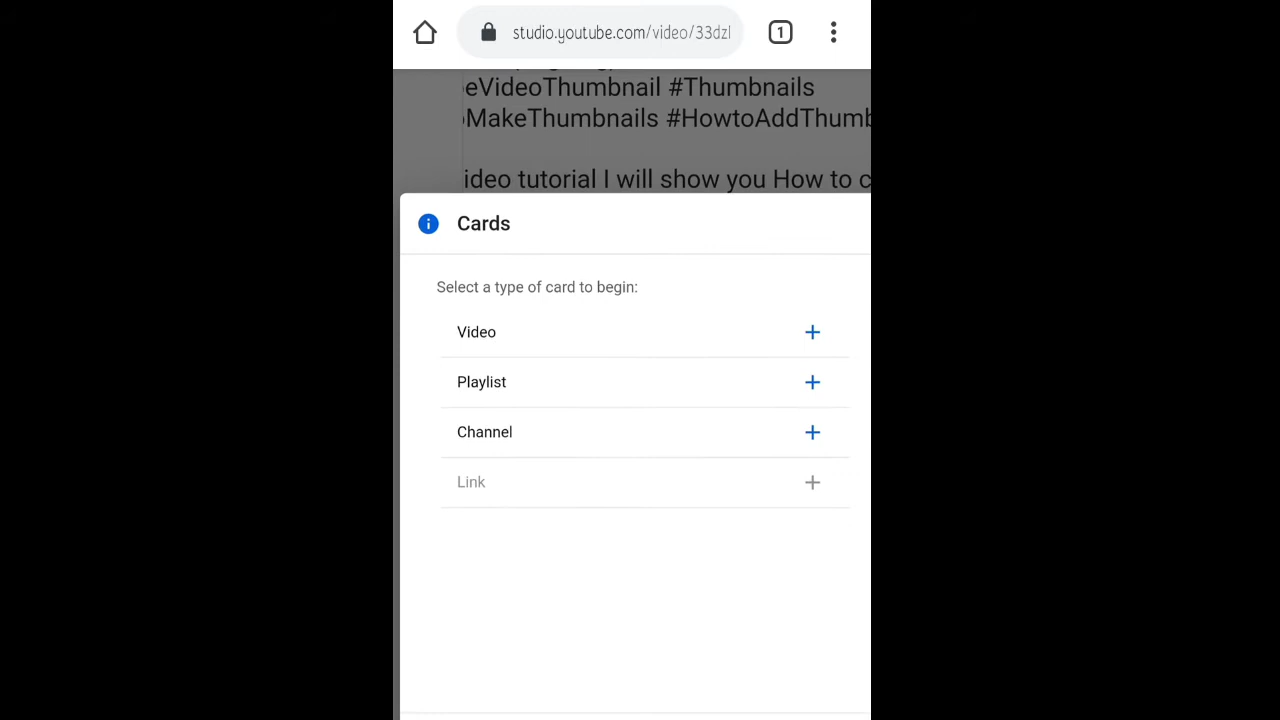 studio.youtube.com/video/33dzl
1
eVideoThumbnail #Thumbnails
MakeThumbnails #HowtoAddThumb
ideo tutorial I will show you How to c
Cards
Select a type of card to begin:
Video
Playlist
Channel
Link